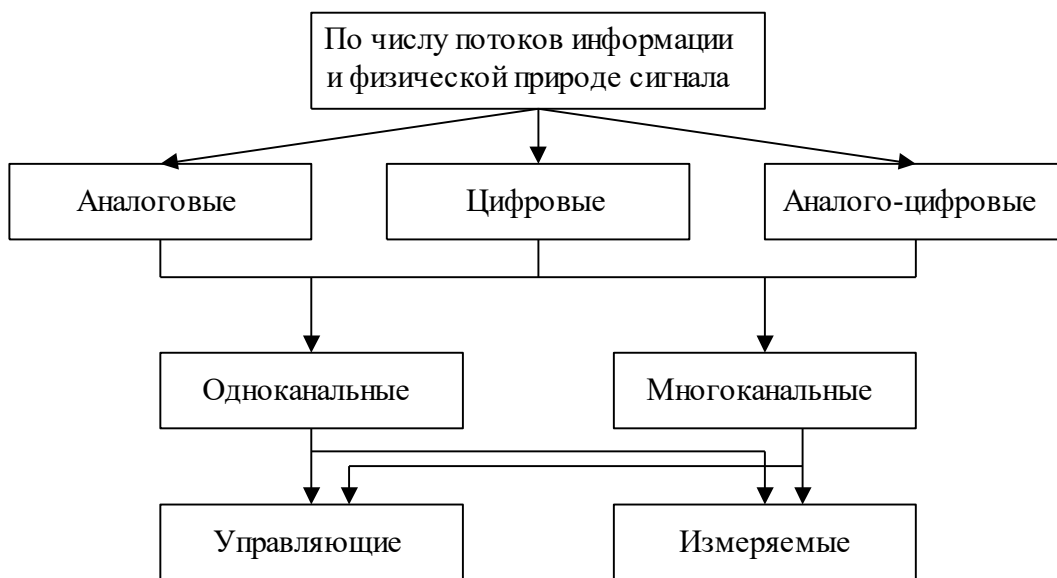 По числу потоков информации
и физической природе сигнала
Аналоговые
Цифровые
Аналого-цифровые
Одноканальные
Многоканальные
Управляющие
Измеряемые